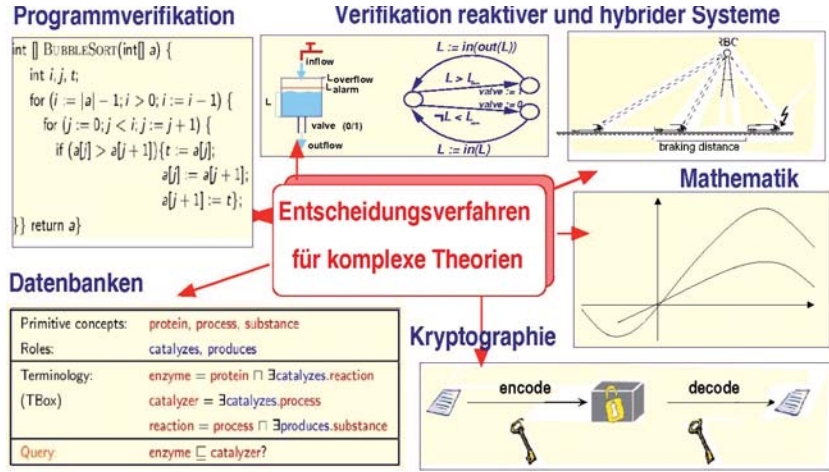 Programmverifikation
int [] BUBBLESORT(int[] a) {
int i, j, t;
for (i := |a| − 1; i > 0; i := i − 1) {
for (j := 0; j < i; j := j + 1) {
if (a[j] > a[j + 1]){t := a[j];
a[j] := a[j + 1];
a[j + 1] := t};
}} return a}
Verifikation reaktiver und hybrider Systeme
inflow
L overflow
L alarm
L
valve (0/1)
outflow
L := in(out(L))
L > L
valve := 1
valve := 0
¬L < L
L := in(L)
RBC
braking distance
Entscheidungsverfahren
für komplexe Theorien
Mathematik
Datenbanken
Primitive concepts: protein, process, substance
Roles: catalyzes, produces
Terminology: enzyme = protein ⊓ ∃catalyzes.reaction
(TBox) catalyzer = ∃catalyzes.process
reaction = process ⊓ ∃produces.substance
Query: enzyme ⊑ catalyzer?
Kryptographie
encode
decode